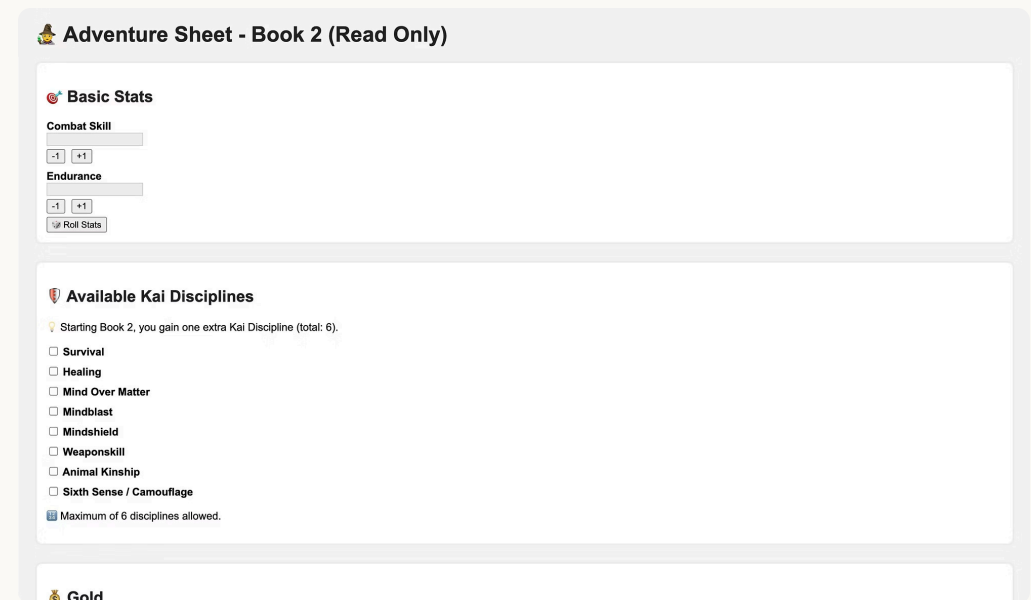 Adventure Sheet - Book 2 (Read Only)
Basic Stats
Combat Skill
-1 +1
Endurance
-1 +1
Roll Stats
Available Kai Disciplines
Starting Book 2, you gain one extra Kai Discipline (total: 6).
Survival
Healing
Mind Over Matter
Mindblast
Mindshield
Weaponskill
Animal Kinship
Sixth Sense / Camouflage
Maximum of 6 disciplines allowed.
Gold